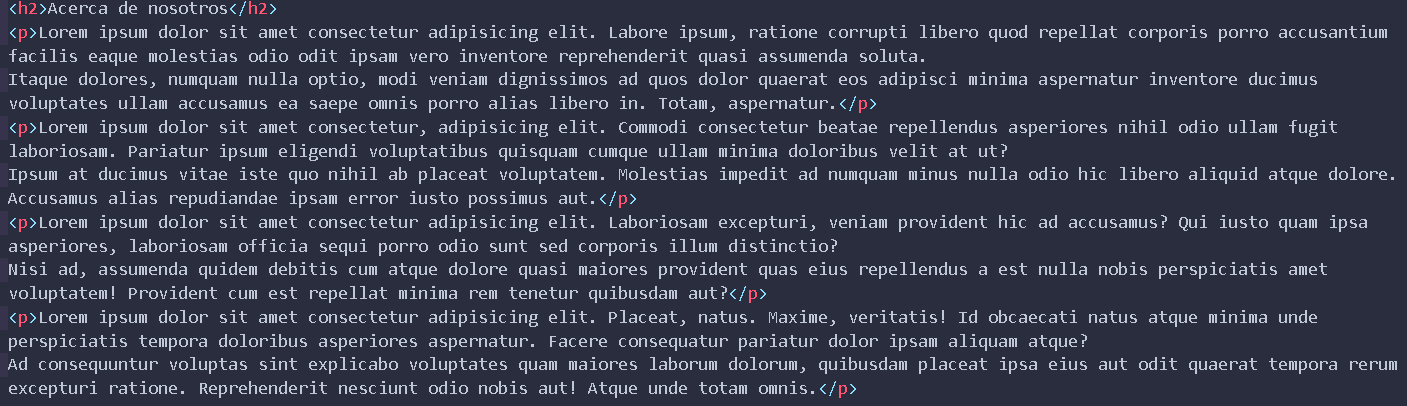 <h2>Acerca de nosotros</h2>
<p>Lorem ipsum dolor sit amet consectetur adipisicing elit. Labore ipsum, ratione corrupti libero quod repellat corporis porro accusantium
facilis eaque molestias odio odit ipsam vero inventore reprehenderit quasi assumenda soluta.
Itaque dolores, numquam nulla optio, modi veniam dignissimos ad quos dolor quaerat eos adipisci minima aspernatur inventore ducimus
voluptates ullam accusamus ea saepe omnis porro alias libero in. Totam, aspernatur.</p>
<p>Lorem ipsum dolor sit amet consectetur, adipisicing elit. Commodi consectetur beatae repellendus asperiores nihil odio ullam fugit
laboriosam. Pariatur ipsum eligendi voluptatibus quisquam cumque ullam minima doloribus velit at ut?
Ipsum at ducimus vitae iste quo nihil ab placeat voluptatem. Molestias impedit ad numquam minus nulla odio hic libero aliquid atque dolore.
Accusamus alias repudiandae ipsam error iusto possimus aut.</p>
<p>Lorem ipsum dolor sit amet consectetur adipisicing elit. Laboriosam excepturi, veniam provident hic ad accusamus? Qui iusto quam ipsa
asperiores, laboriosam officia sequi porro odio sunt sed corporis illum distinctio?
Nisi ad, assumenda quidem debitis cum atque dolore quasi maiores provident quas eius repellendus a est nulla nobis perspiciatis amet
voluptatem! Provident cum est repellat minima rem tenetur quibusdam aut?</p>
<p>Lorem ipsum dolor sit amet consectetur adipisicing elit. Placeat, natus. Maxime, veritatis! Id obcaecati natus atque minima unde
perspiciatis tempora doloribus asperiores aspernatur. Facere consequatur pariatur dolor ipsam aliquam atque?
Ad consequuntur voluptas sint explicabo voluptates quam maiores laborum dolorum, quibusdam placeat ipsa eius aut odit quaerat tempora rerum
excepturi ratione. Reprehenderit nesciunt odio nobis aut! Atque unde totam omnis.</p>